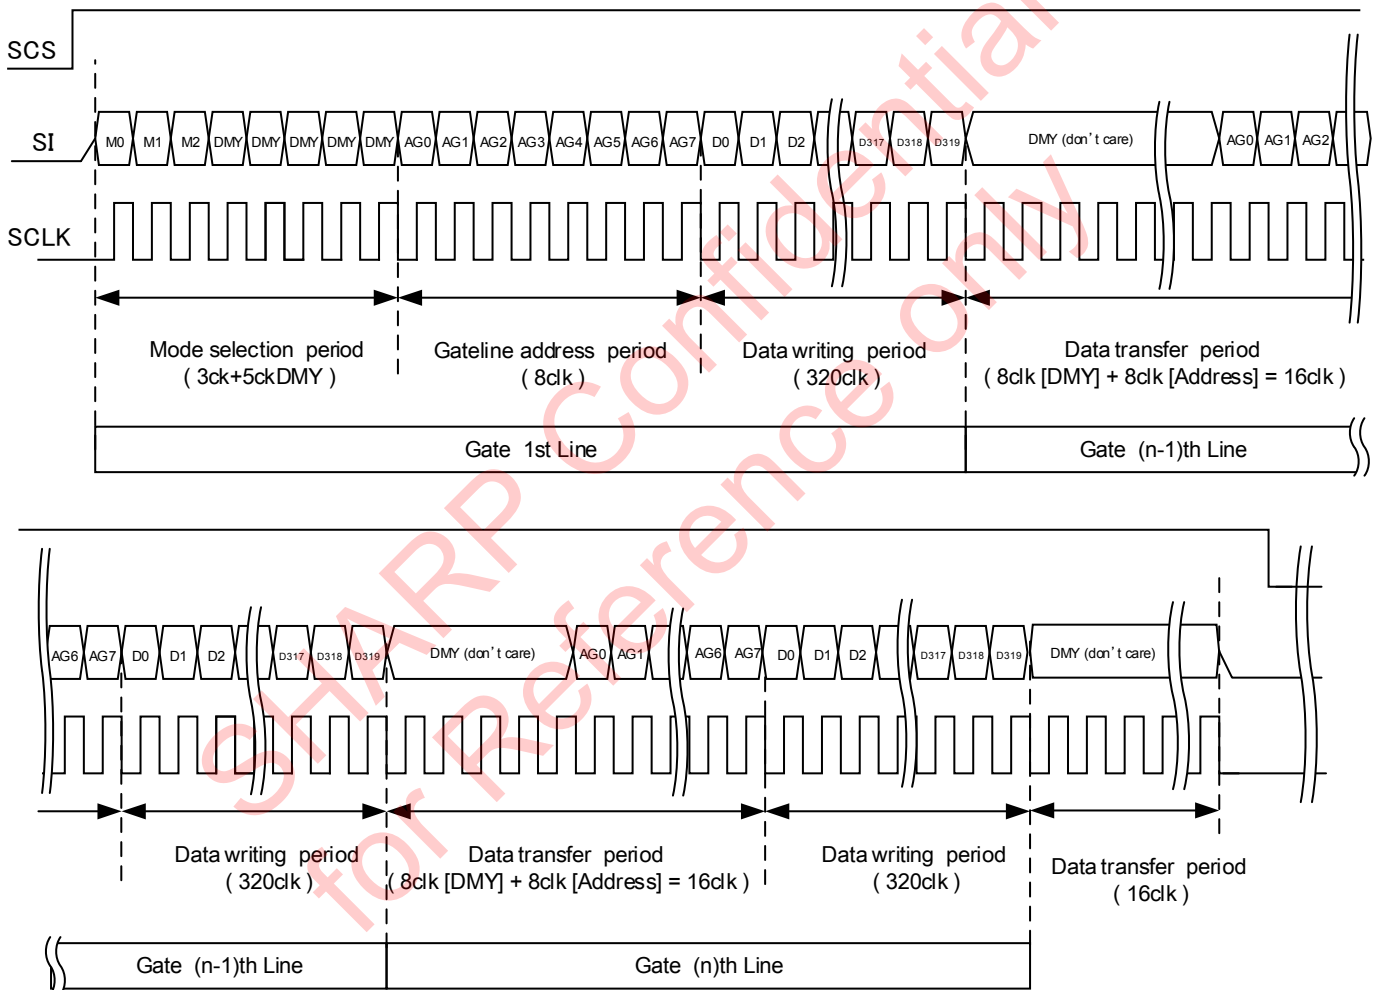 SCS
SI M0 M1 M2 DMY DMY DMY DMY DMY AG0 AG1 AG2 AG3 AG4 AG5 AG6 AG7 D0 D1 D2 D317 D318 D319 DMY (don't care) AG0 AG1 AG2
SCLK
Mode selection period Gateline address period Data writing period Data transfer period
( 3ck+5ckDMY ) ( 8clk ) ( 320clk ) ( 8clk [DMY] + 8clk [Address] = 16clk )
Gate 1st Line Gate (n-1)th Line
AG6 AG7 D0 D1 D2 D317 D318 D319 DMY (don't care) AG0 AG1 AG6 AG7 D0 D1 D2 D317 D318 D319 DMY (don't care)
Data writing period Data transfer period Data writing period Data transfer period
( 320clk ) ( 8clk [DMY] + 8clk [Address] = 16clk ) ( 320clk ) ( 16clk )
Gate (n-1)th Line Gate (n)th Line
SHARP Confidential
for Reference only